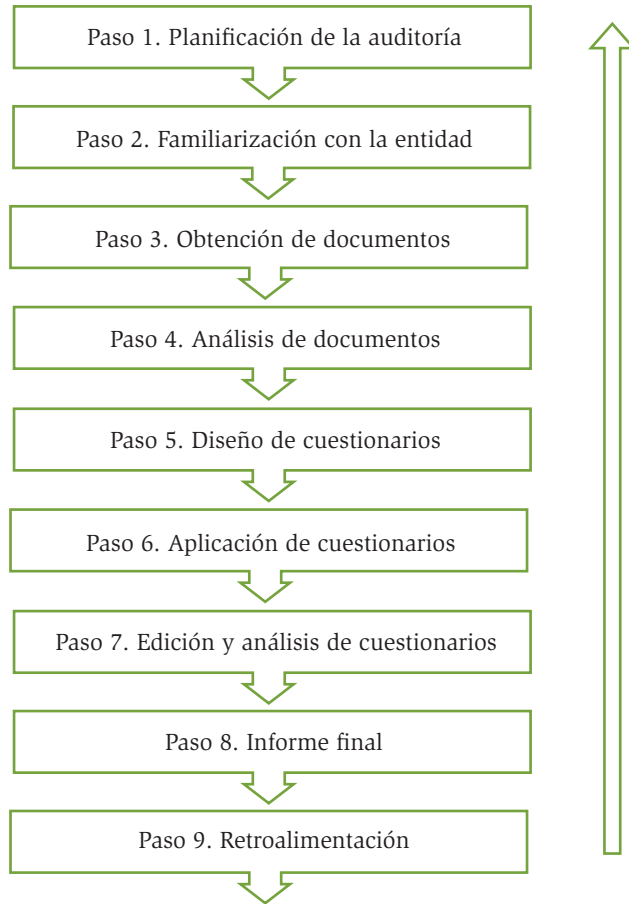 Paso 1. Planificación de la auditoría
Paso 2. Familiarización con la entidad
Paso 3. Obtención de documentos
Paso 4. Análisis de documentos
Paso 5. Diseño de cuestionarios
Paso 6. Aplicación de cuestionarios
Paso 7. Edición y análisis de cuestionarios
Paso 8. Informe final
Paso 9. Retroalimentación